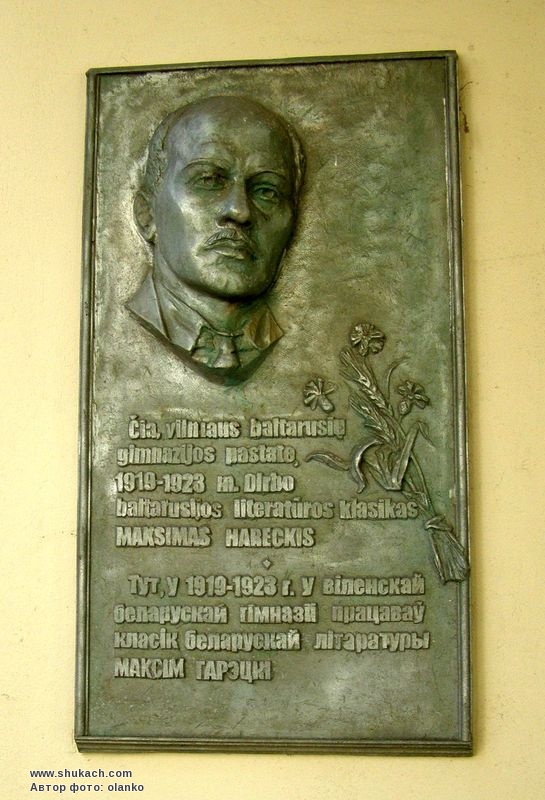 Čia, vilniaus baltarusių
gimnazijos pastate,
1919-1923 m. Dirbo
baltarusijos literatūros klasikas
MAKSIMAS HARECKIS
Тут, у 1919-1923 г. у віленскай
беларускай гімназіі працаваў
класік беларускай літаратуры
МАКСІМ ГАРЭЦКІ
www.shukach.com
Автор фото: olanko